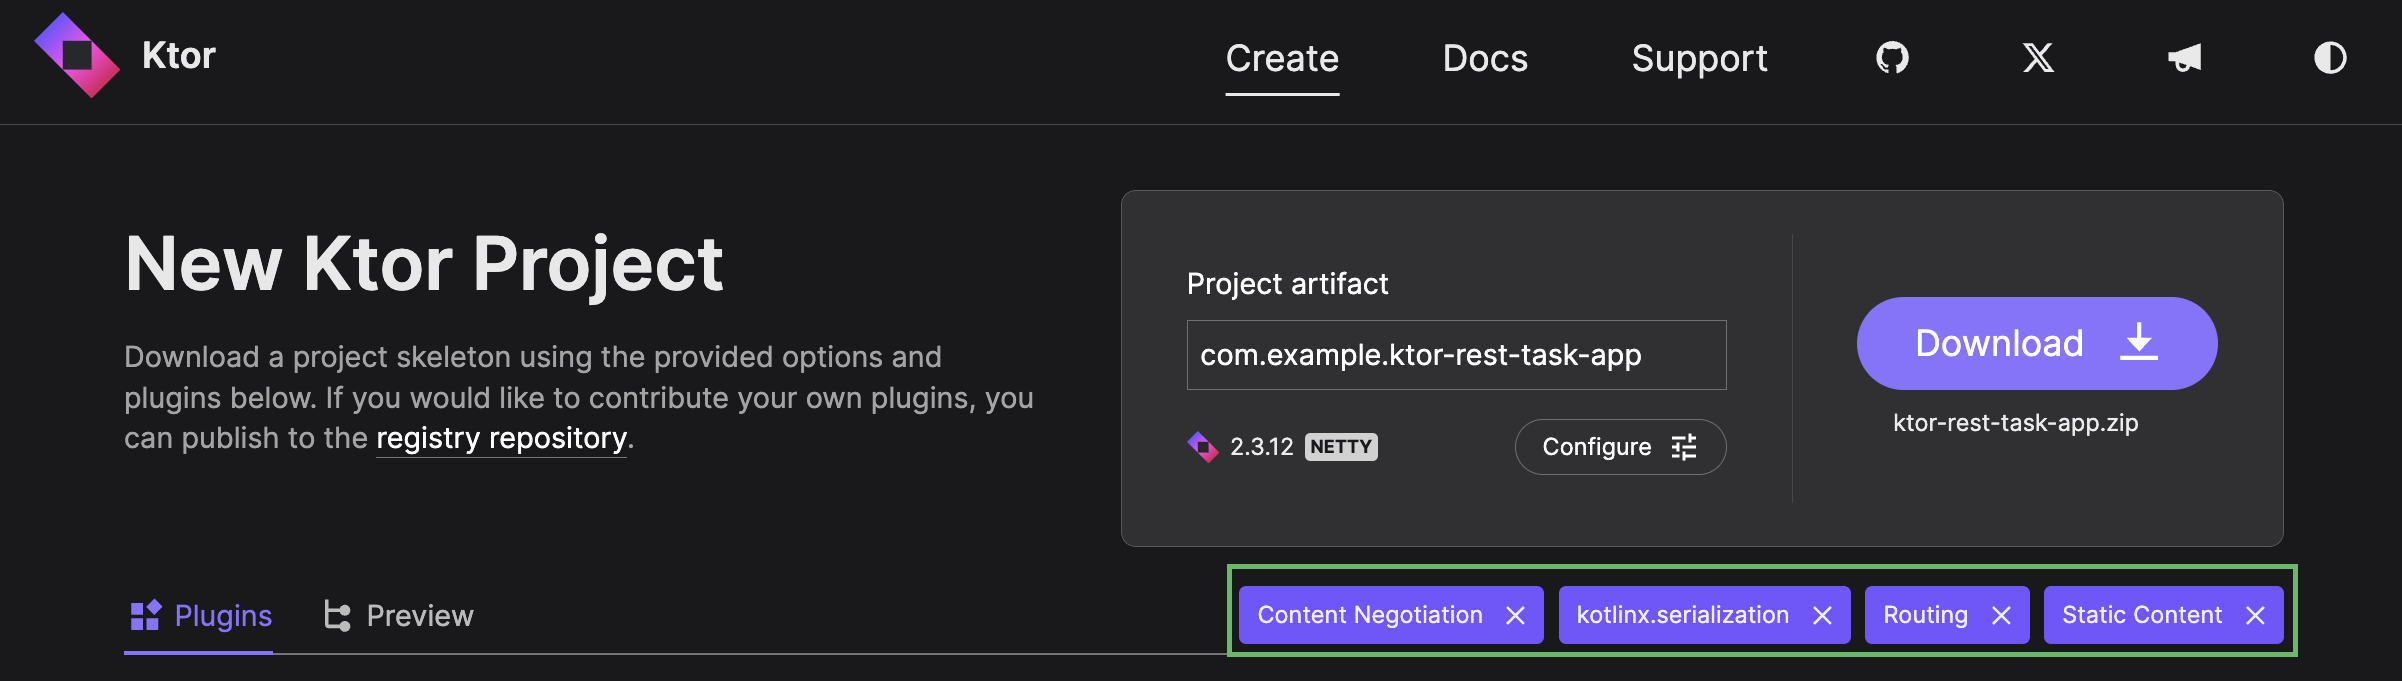 Ktor
Create
Docs
Support
New Ktor Project
Download a project skeleton using the provided options and
plugins below. If you would like to contribute your own plugins, you
can publish to the registry repository.
Project artifact
com.example.ktor-rest-task-app
2.3.12 NETTY
Configure
Download
ktor-rest-task-app.zip
Plugins
Preview
Content Negotiation
kotlinx.serialization
Routing
Static Content